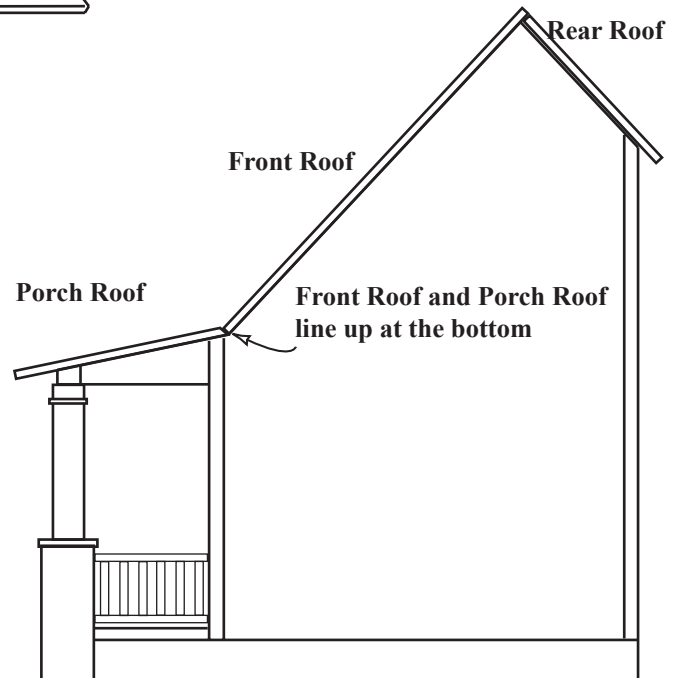 Rear Roof
Front Roof
Porch Roof
Front Roof and Porch Roof
line up at the bottom